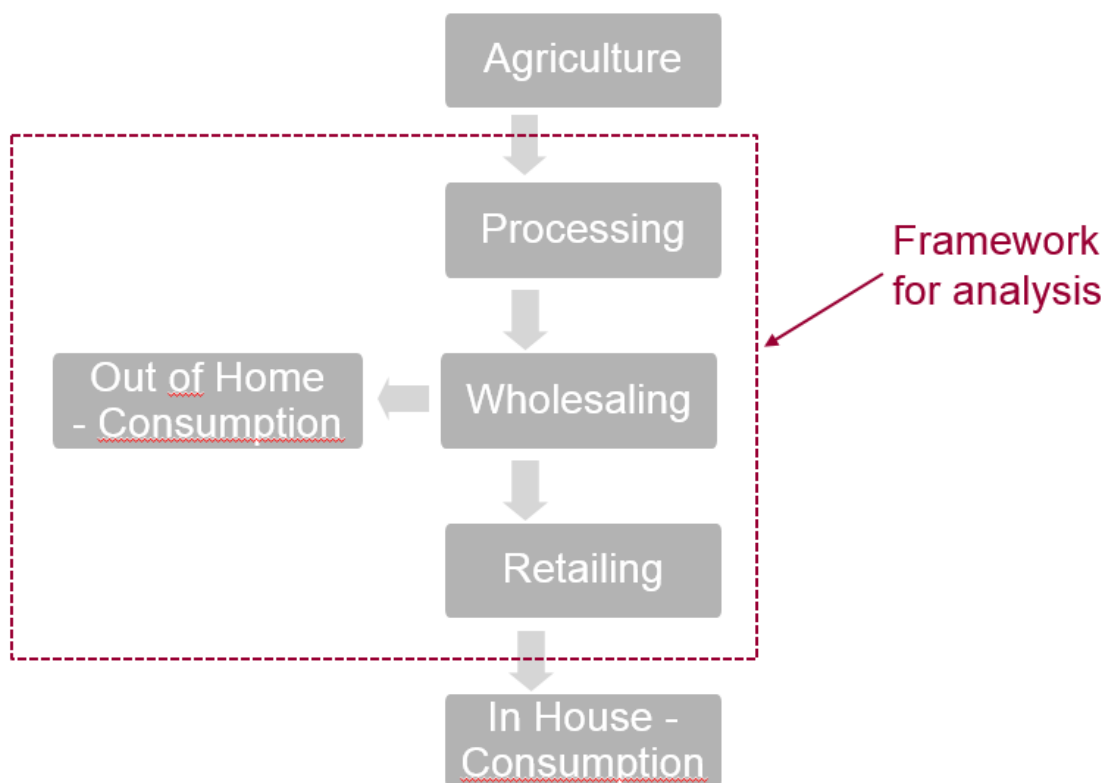 Agriculture
Processing
Framework
for analysis
Out of Home
- Consumption
Wholesaling
Retailing
In House -
Consumption